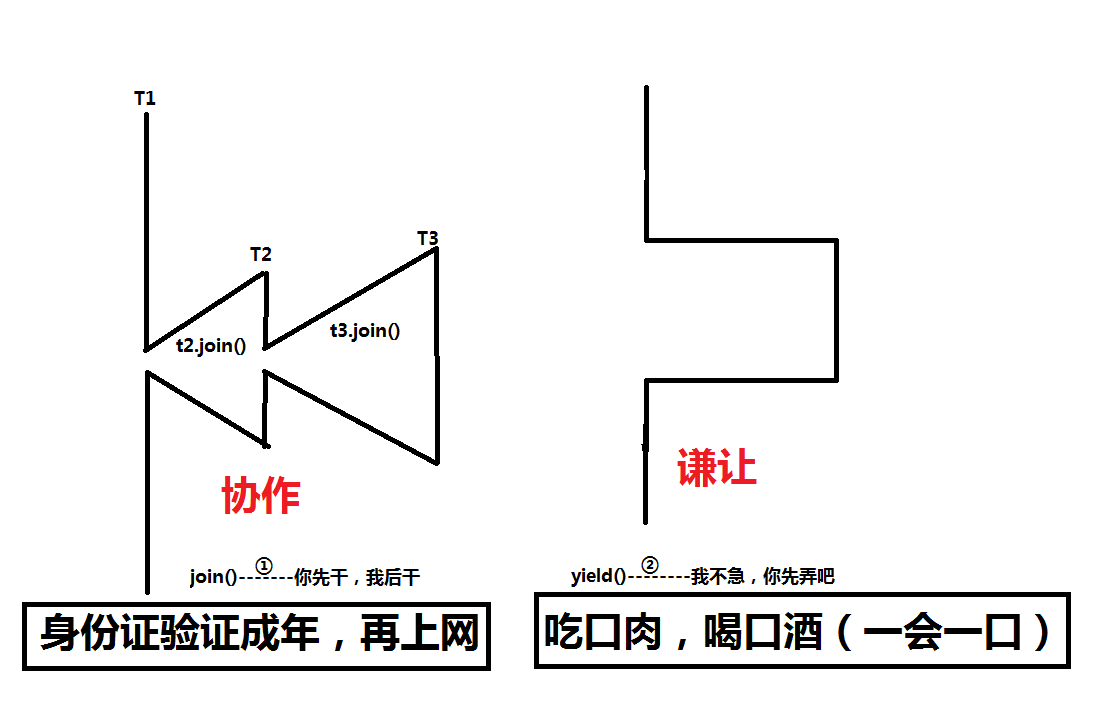 T1
T2
T3
t2.join()
t3.join()
协作
①
join()-------你先干，我后干
身份证验证成年，再上网
谦让
②
yield()--------我不急，你先弄吧
吃口肉，喝口酒（一会一口）